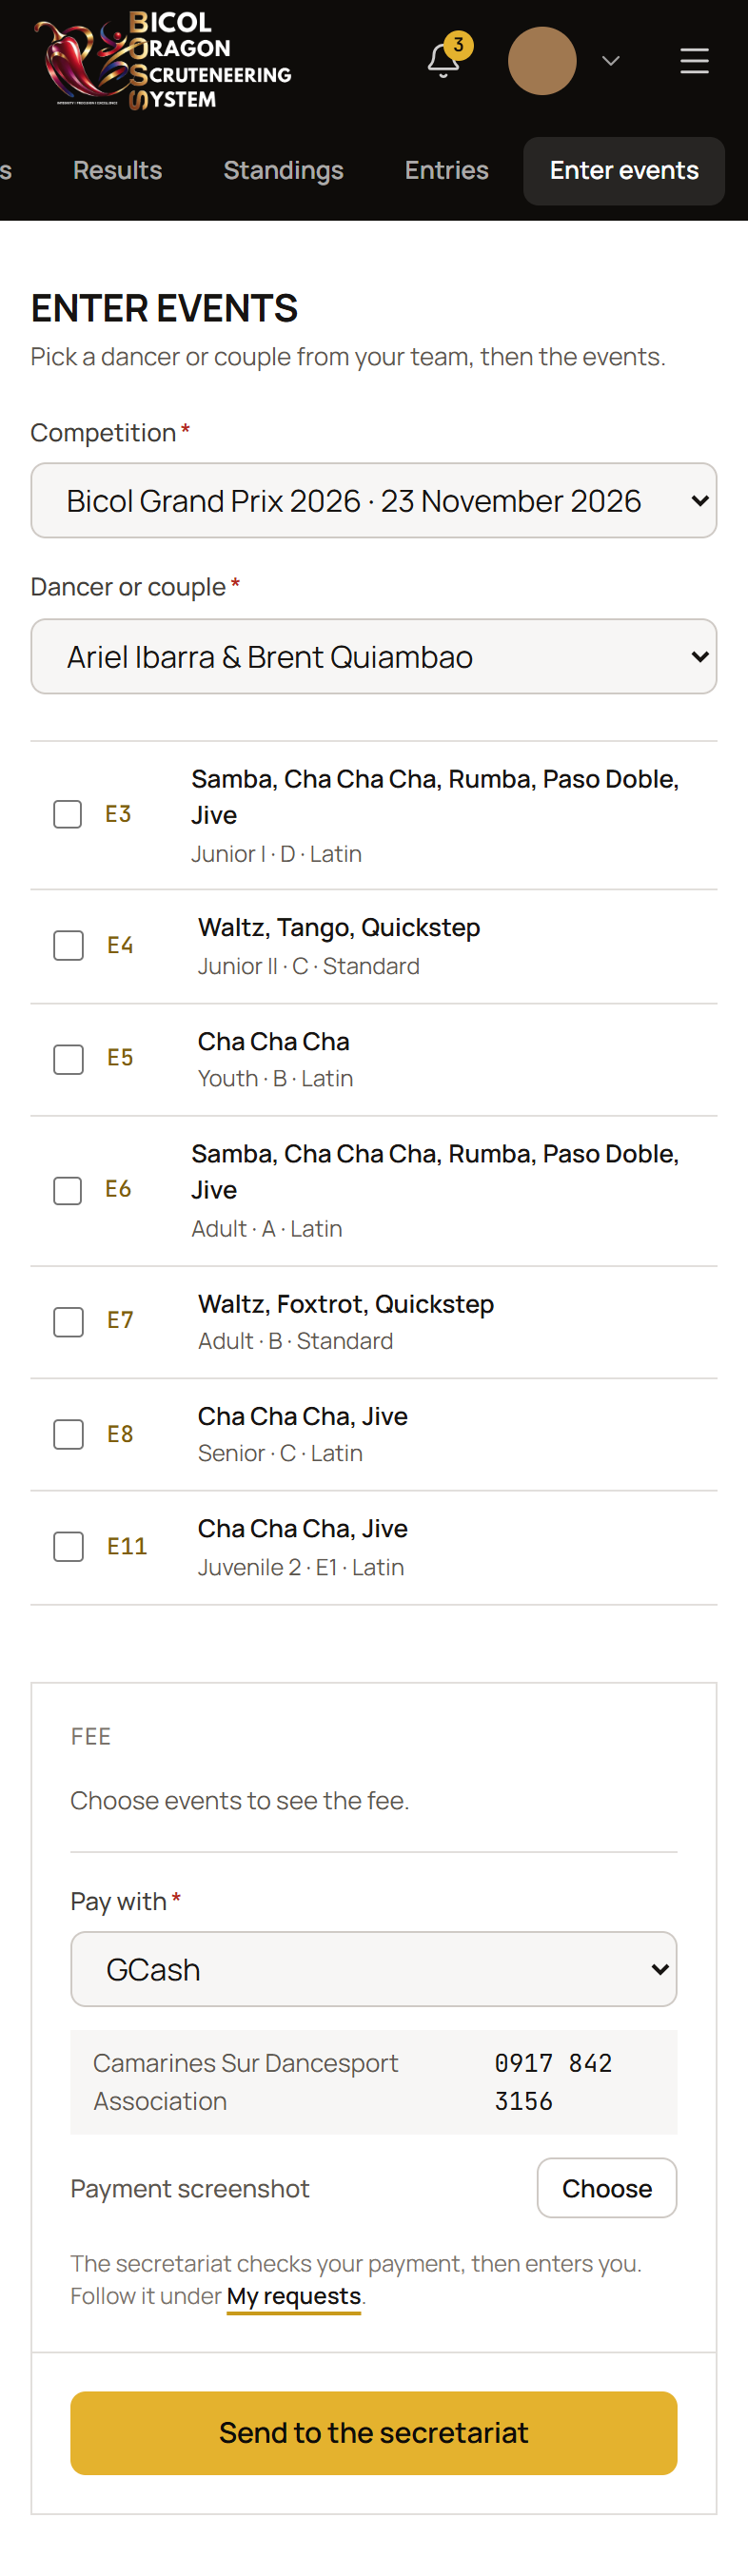 BICOL
DRAGON
SCRUTENEERING
SYSTEM
3
s Results Standings Entries Enter events
ENTER EVENTS
Pick a dancer or couple from your team, then the events.
Competition *
Bicol Grand Prix 2026 · 23 November 2026
Dancer or couple *
Ariel Ibarra & Brent Quiambao
E3
Samba, Cha Cha Cha, Rumba, Paso Doble,
Jive
Junior I · D · Latin
E4
Waltz, Tango, Quickstep
Junior II · C · Standard
E5
Cha Cha Cha
Youth · B · Latin
E6
Samba, Cha Cha Cha, Rumba, Paso Doble,
Jive
Adult · A · Latin
E7
Waltz, Foxtrot, Quickstep
Adult · B · Standard
E8
Cha Cha Cha, Jive
Senior · C · Latin
E11
Cha Cha Cha, Jive
Juvenile 2 · E1 · Latin
FEE
Choose events to see the fee.
Pay with *
GCash
Camarines Sur Dancesport 0917 842
Association 3156
Payment screenshot Choose
The secretariat checks your payment, then enters you.
Follow it under My requests.
Send to the secretariat